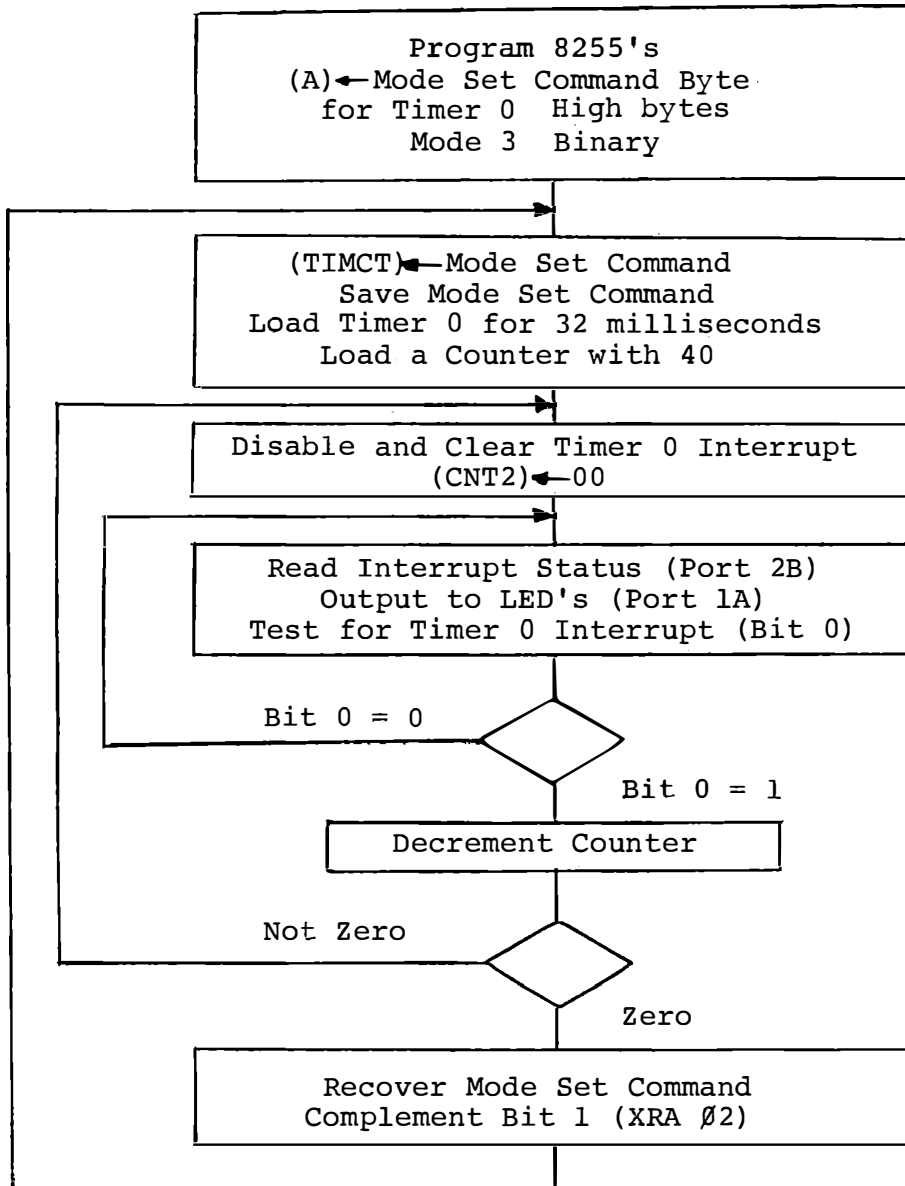 Program 8255's
(A)←Mode Set Command Byte
for Timer 0 High bytes
Mode 3 Binary
(TIMCT)←Mode Set Command
Save Mode Set Command
Load Timer 0 for 32 milliseconds
Load a Counter with 40
Disable and Clear Timer 0 Interrupt
(CNT2)←00
Read Interrupt Status (Port 2B)
Output to LED's (Port 1A)
Test for Timer 0 Interrupt (Bit 0)
Bit 0 = 0
Bit 0 = 1
Decrement Counter
Not Zero
Zero
Recover Mode Set Command
Complement Bit 1 (XRA Ø2)